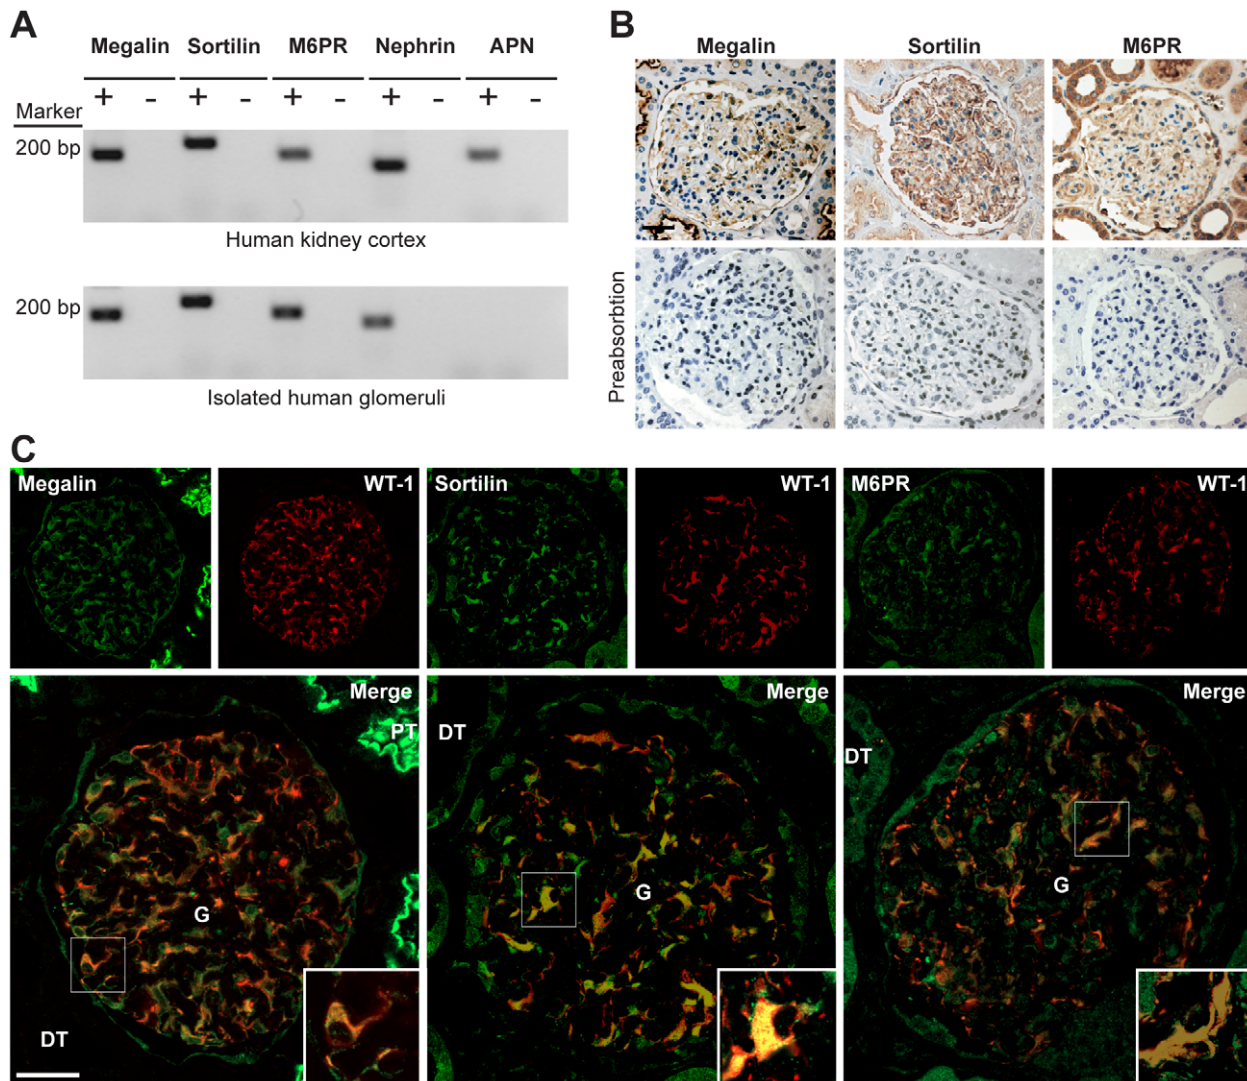 A
Megalin Sortilin M6PR Nephrin APN
+ - + - + - + - + -
Marker
200 bp
Human kidney cortex
200 bp
Isolated human glomeruli
B
Megalin Sortilin M6PR
Preabsorbtion
C
Megalin WT-1 Sortilin WT-1 M6PR WT-1
Merge Merge Merge
PT DT DT
G G G
DT